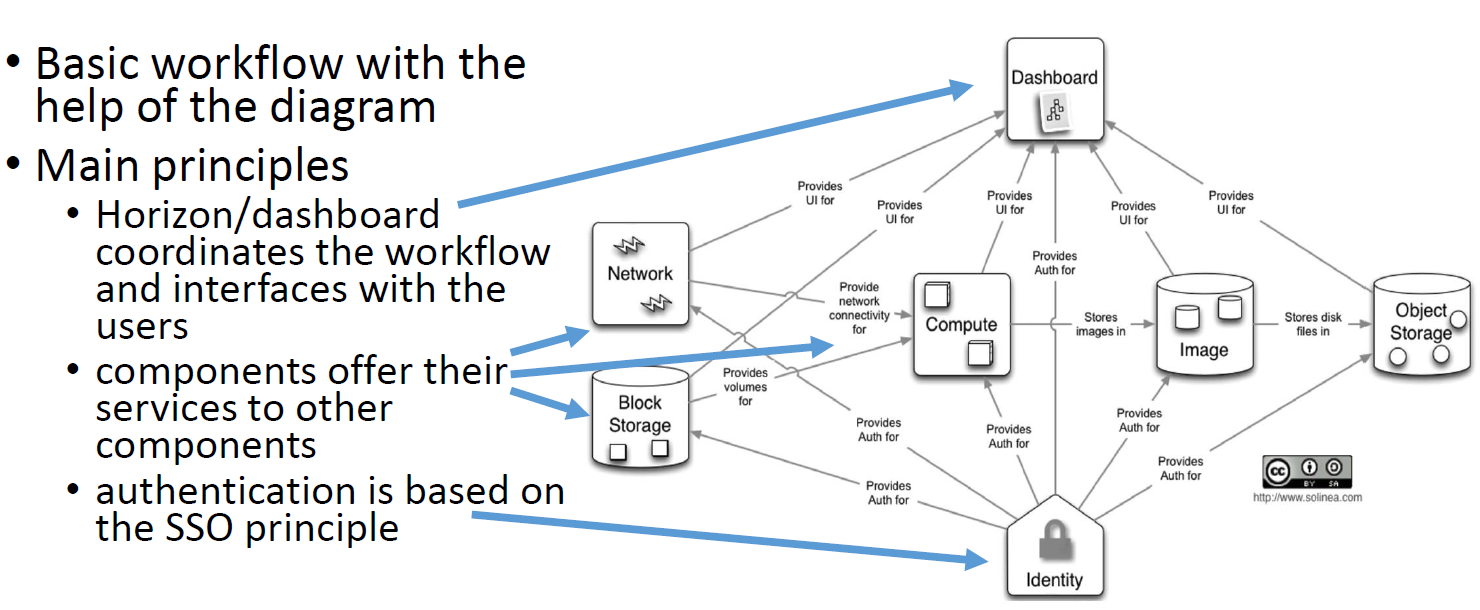 • Basic workflow with the
help of the diagram
• Main principles
• Horizon/dashboard
coordinates the workflow
and interfaces with the
users
• components offer their
services to other
components
• authentication is based on
the SSO principle
Dashboard
Provides
UI for
Provides
UI for
Provides
UI for
Provides
Auth for
Provides
UI for
Provides
UI for
Network
Provide
network
connectivity
for
Compute
Stores
images in
Image
Stores disk
files in
Object
Storage
Block
Storage
Provides
volumes
for
Provides
Auth for
Provides
Auth for
Provides
Auth for
Provides
Auth for
Provides
Auth for
Identity
cc
BY SA
http://www.solinea.com